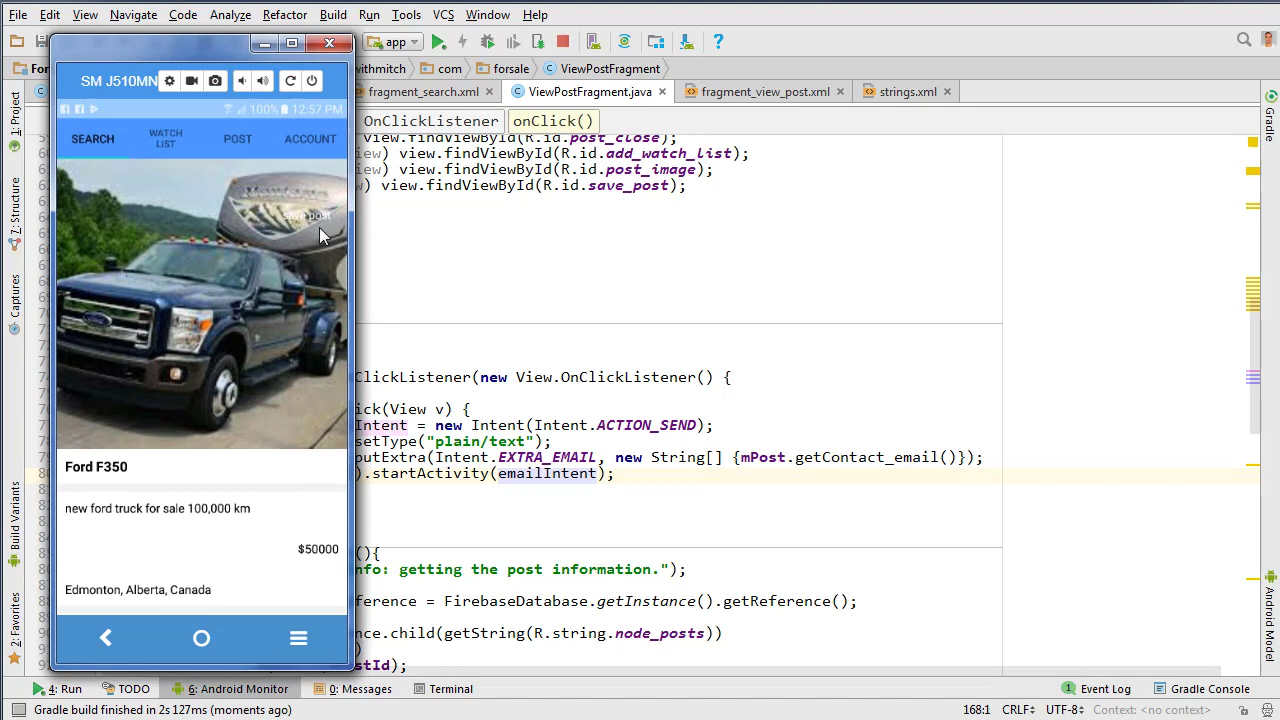 File Edit View Navigate Code Analyze Refactor Build Run Tools VCS Window Help
app
withmitch com forsale ViewPostFragment
fragment_search.xml ViewPostFragment.java fragment_view_post.xml strings.xml
OnClickListener onClick()
view.findViewById(R.id.post_close);
view.findViewById(R.id.add_watch_list);
view.findViewById(R.id.post_image);
view.findViewById(R.id.save_post);
ClickListener(new View.OnClickListener() {
ick(View v) {
Intent = new Intent(Intent.ACTION_SEND);
setType("plain/text");
putExtra(Intent.EXTRA_EMAIL, new String[] {mPost.getContact_email()});
).startActivity(emailIntent);
(){
nfo: getting the post information.");
ference = FirebaseDatabase.getInstance().getReference();
nce.child(getString(R.string.node_posts))
)
ostId);
SM J510MN
100% 12:57 PM
SEARCH WATCH LIST POST ACCOUNT
save post
Ford F350
new ford truck for sale 100,000 km
$50000
Edmonton, Alberta, Canada
1: Project
7: Structure
Captures
Build Variants
2: Favorites
Gradle
Android Model
4: Run TODO 6: Android Monitor 0: Messages Terminal Event Log Gradle Console
Gradle build finished in 2s 127ms (moments ago) 168:1 CRLF UTF-8 Context: <no context>